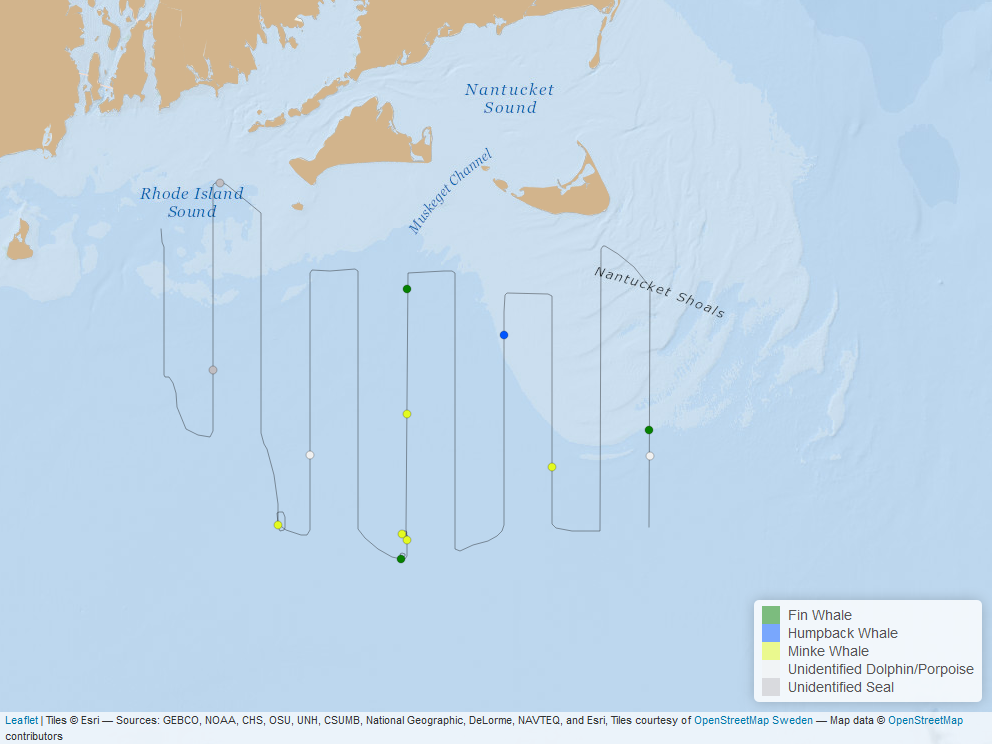 Nantucket
Sound
Muskeget Channel
Rhode Island
Sound
Nantucket Shoals
Fin Whale
Humpback Whale
Minke Whale
Unidentified Dolphin/Porpoise
Unidentified Seal
Leaflet | Tiles © Esri — Sources: GEBCO, NOAA, CHS, OSU, UNH, CSUMB, National Geographic, DeLorme, NAVTEQ, and Esri, Tiles courtesy of OpenStreetMap Sweden — Map data © OpenStreetMap
contributors